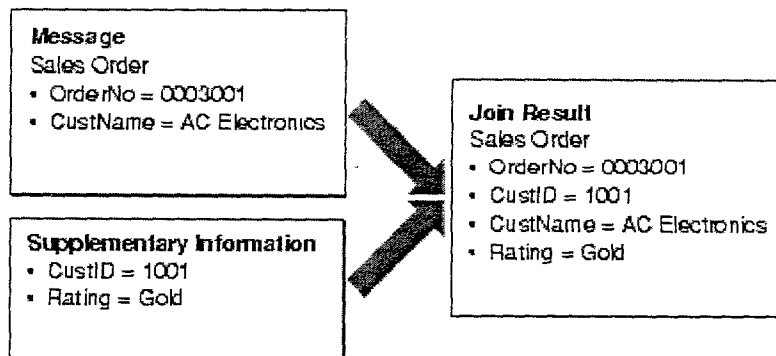 Message
Sales Order
• OrderNo = 0003001
• CustName = AC Electronics
Supplementary Information
• CustID = 1001
• Rating = Gold
Join Result
Sales Order
• OrderNo = 0003001
• CustID = 1001
• CustName = AC Electronics
• Rating = Gold